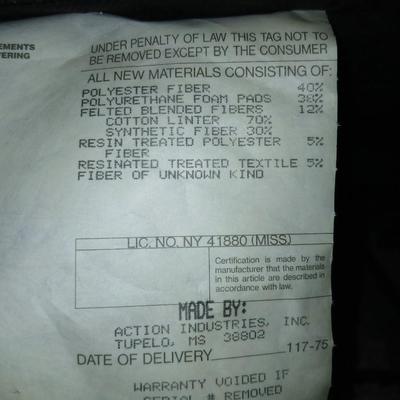 EMENTS
ERING
UNDER PENALTY OF LAW THIS TAG NOT TO
BE REMOVED EXCEPT BY THE CONSUMER
ALL NEW MATERIALS CONSISTING OF:
POLYESTER FIBER 40%
POLYURETHANE FOAM PADS 38%
FELTED BLENDED FIBERS 12%
COTTON LINTER 70%
SYNTHETIC FIBER 30%
RESIN TREATED POLYESTER 5%
FIBER
RESINATED TREATED TEXTILE 5%
FIBER OF UNKNOWN KIND
LIC. NO. NY 41880 (MISS.)
Certification is made by the
manufacturer that the materials
in this article are described in
accordance with law.
MADE BY:
ACTION INDUSTRIES, INC.
TUPELO, MS 38802
DATE OF DELIVERY 117-75
WARRANTY VOIDED IF
SERIAL # REMOVED